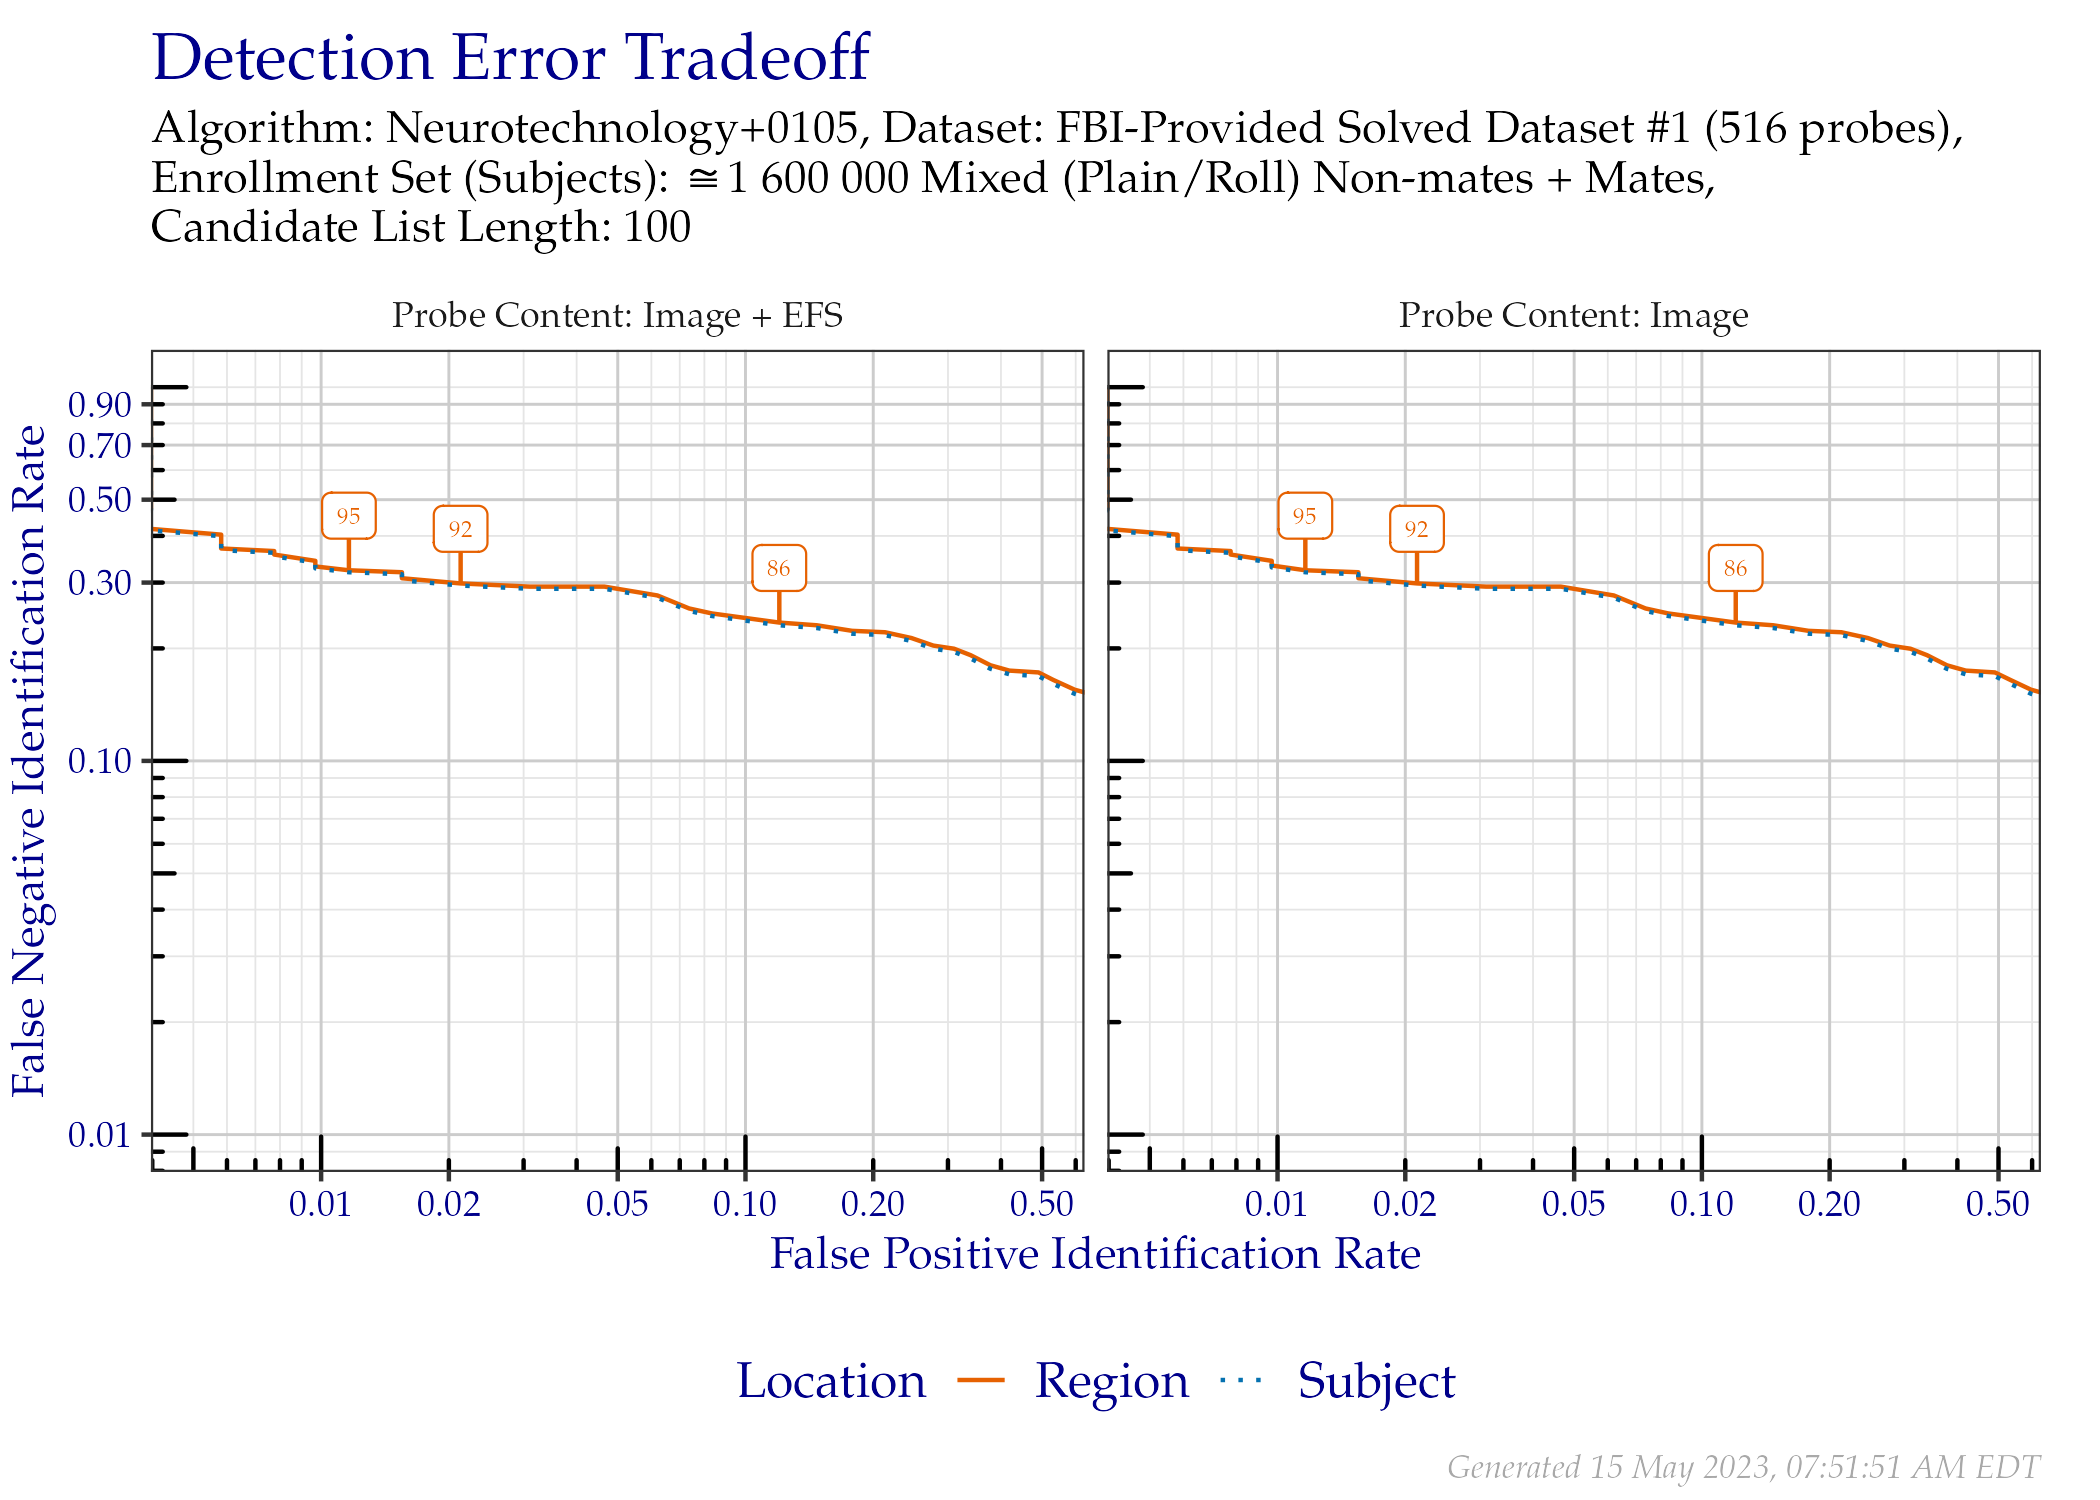 Detection Error Tradeoff
Algorithm: Neurotechnology+0105, Dataset: FBI-Provided Solved Dataset #1 (516 probes),
Enrollment Set (Subjects): ≅1 600 000 Mixed (Plain/Roll) Non-mates + Mates,
Candidate List Length: 100
Probe Content: Image + EFS
Probe Content: Image
False Negative Identification Rate
0.90
0.70
0.50
0.30
0.10
0.01
95
92
86
95
92
86
0.01 0.02 0.05 0.10 0.20 0.50
0.01 0.02 0.05 0.10 0.20 0.50
False Positive Identification Rate
Location Region Subject
Generated 15 May 2023, 07:51:51 AM EDT